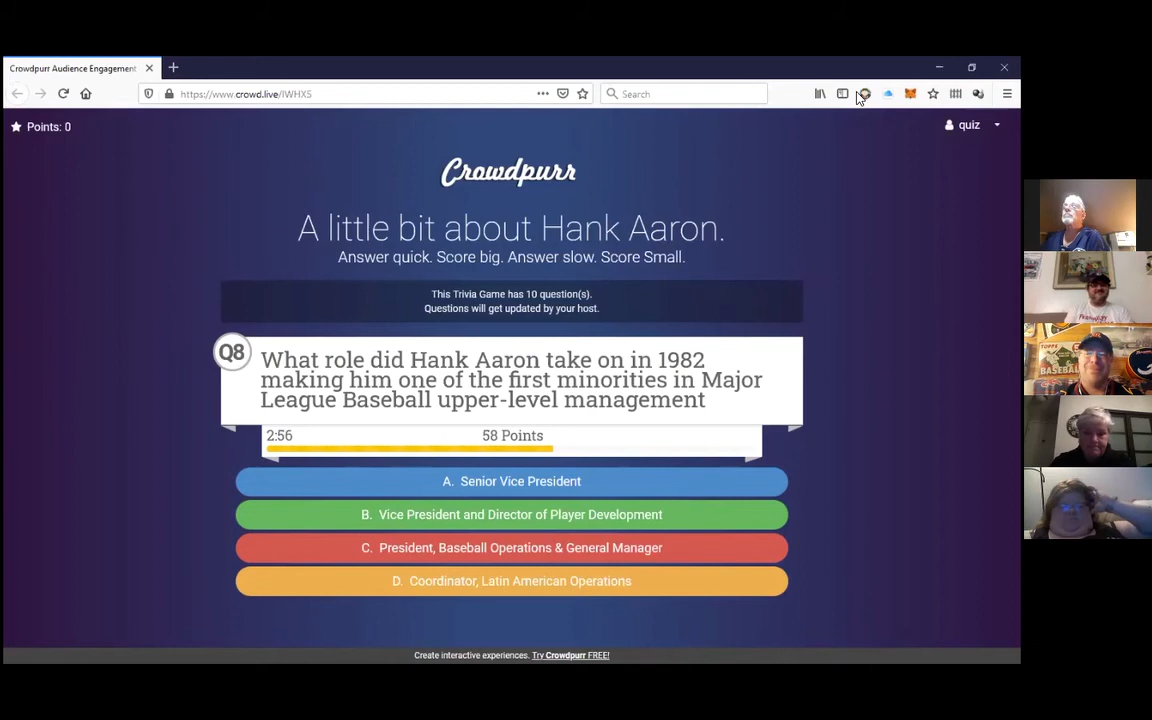 Crowdpurr Audience Engagement
https://www.crowd.live/IWHX5
Search
Points: 0
quiz
Crowdpurr
A little bit about Hank Aaron.
Answer quick. Score big. Answer slow. Score Small.
This Trivia Game has 10 question(s).
Questions will get updated by your host.
Q8
What role did Hank Aaron take on in 1982
making him one of the first minorities in Major
League Baseball upper-level management
2:56
58 Points
A. Senior Vice President
B. Vice President and Director of Player Development
C. President, Baseball Operations & General Manager
D. Coordinator, Latin American Operations
Create interactive experiences. Try Crowdpurr FREE!
TOPPS
BASEBALL